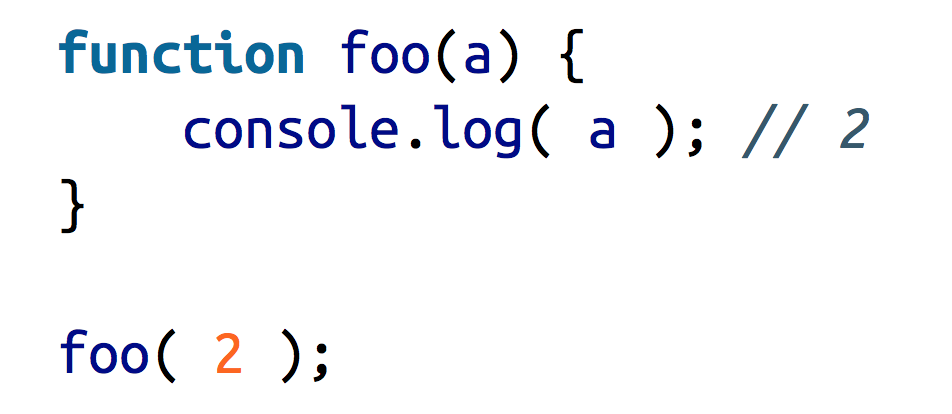 function foo(a) {
    console.log( a ); // 2
}

foo( 2 );